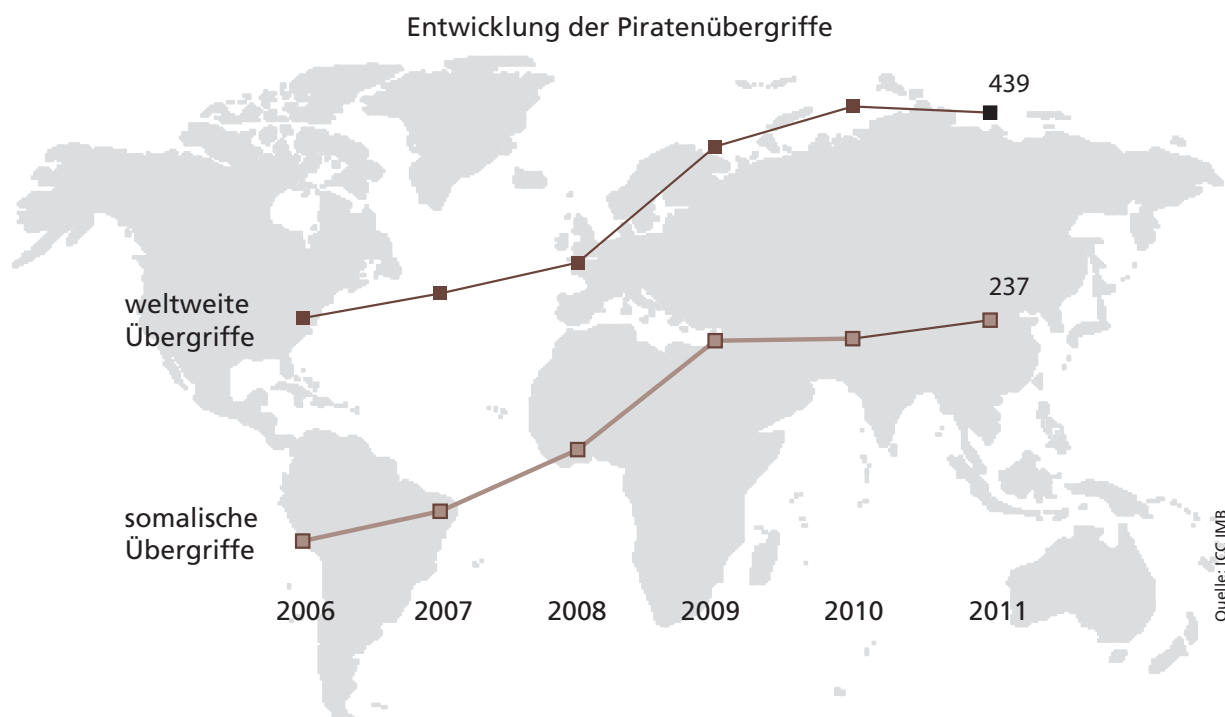 Entwicklung der Piratenübergriffe
439
weltweite
Übergriffe
237
somalische
Übergriffe
2006 2007 2008 2009 2010 2011
Quelle: ICC IMB